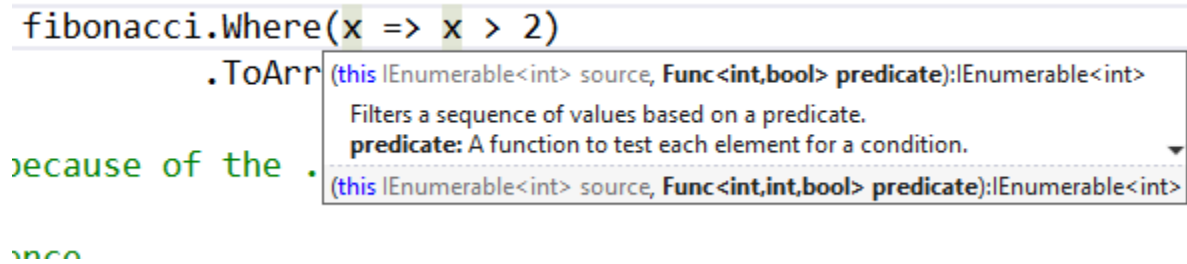 fibonacci.Where(x => x > 2)
.ToArr
(this IEnumerable<int> source, Func<int,bool> predicate):IEnumerable<int>
Filters a sequence of values based on a predicate.
predicate: A function to test each element for a condition.
because of the .
(this IEnumerable<int> source, Func<int,int,bool> predicate):IEnumerable<int>